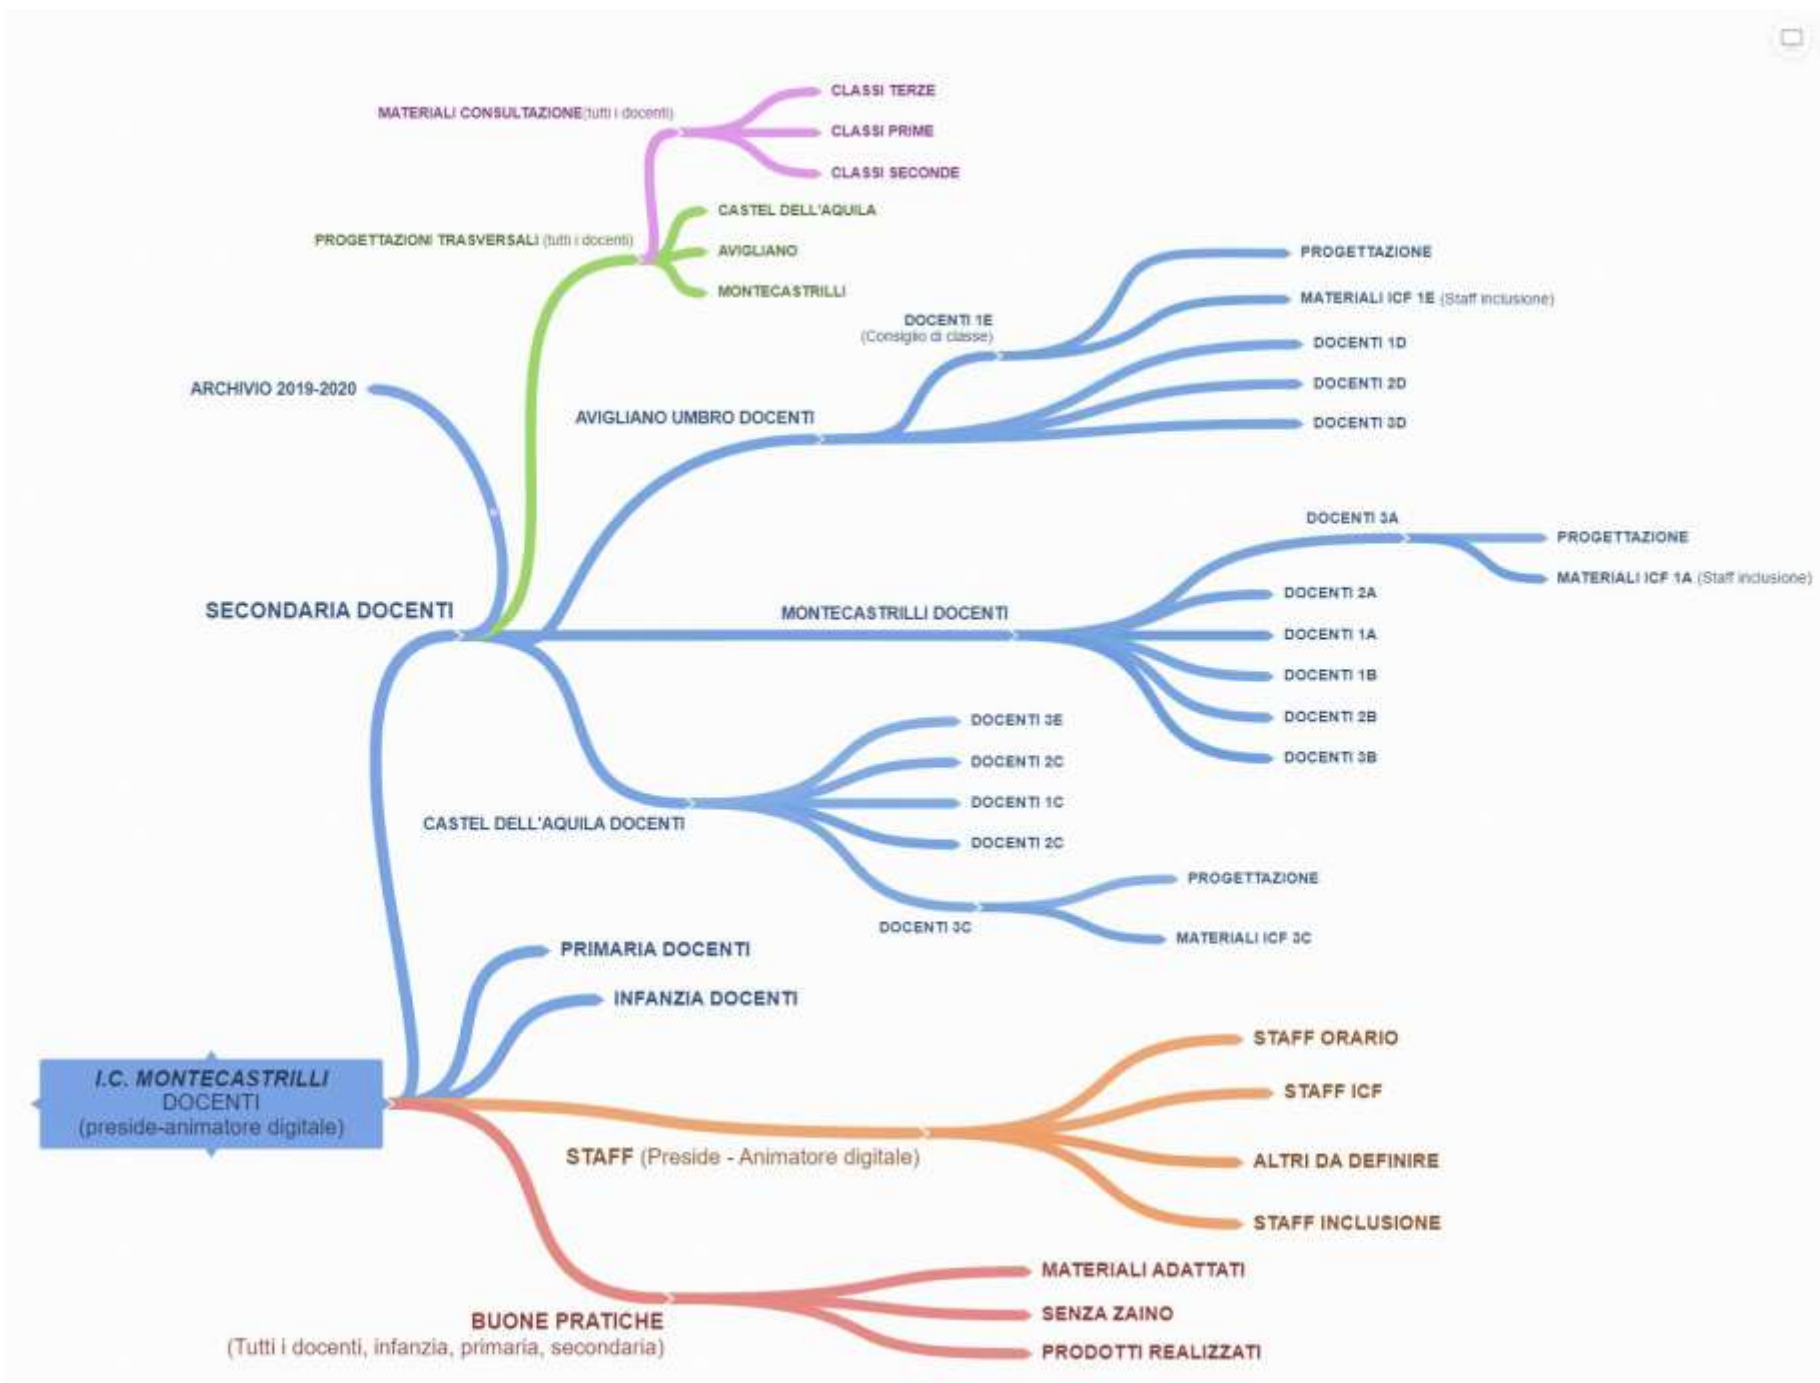 CLASSI TERZE
MATERIALI CONSULTAZIONE(tutti i docenti)
CLASSI PRIME
CLASSI SECONDE
CASTEL DELL'AQUILA
PROGETTAZIONI TRASVERSALI (tutti i docenti)
AVIGLIANO
MONTECASTRILLI
PROGETTAZIONE
MATERIALI ICF 1E (Staff inclusione)
DOCENTI 1E
(Consiglio di classe)
DOCENTI 1D
DOCENTI 2D
DOCENTI 3D
ARCHIVIO 2019-2020
AVIGLIANO UMBRO DOCENTI
DOCENTI 3A
PROGETTAZIONE
MATERIALI ICF 1A (Staff inclusione)
DOCENTI 2A
SECONDARIA DOCENTI
MONTECASTRILLI DOCENTI
DOCENTI 1A
DOCENTI 1B
DOCENTI 2B
DOCENTI 3B
DOCENTI 3E
DOCENTI 2C
DOCENTI 1C
CASTEL DELL'AQUILA DOCENTI
DOCENTI 2C
PROGETTAZIONE
DOCENTI 3C
MATERIALI ICF 3C
PRIMARIA DOCENTI
INFANZIA DOCENTI
I.C. MONTECASTRILLI
DOCENTI
(preside-animatore digitale)
STAFF ORARIO
STAFF ICF
STAFF (Preside - Animatore digitale)
ALTRI DA DEFINIRE
STAFF INCLUSIONE
MATERIALI ADATTATI
BUONE PRATICHE
(Tutti i docenti, infanzia, primaria, secondaria)
SENZA ZAINO
PRODOTTI REALIZZATI